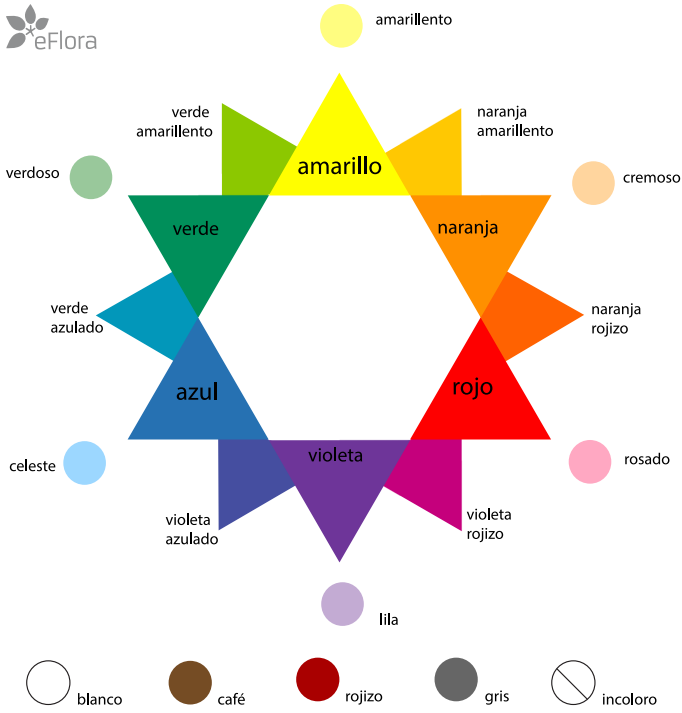 eFlora
amarillento
verde
amarillento
naranja
amarillento
amarillo
verdoso
cremoso
verde
naranja
verde
azulado
naranja
rojizo
azul
rojo
violeta
celeste
rosado
violeta
azulado
violeta
rojizo
lila
blanco
café
rojizo
gris
incoloro